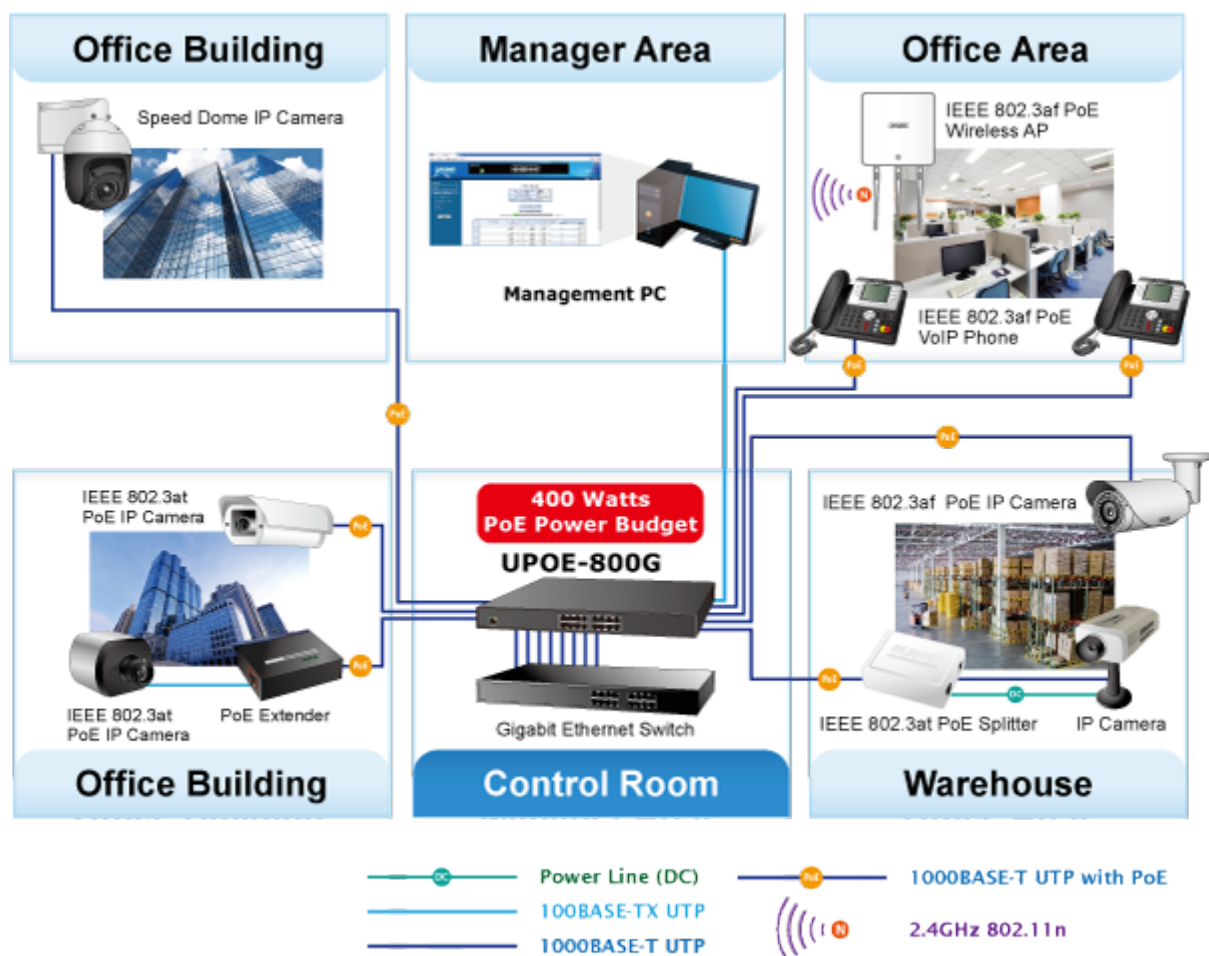 Office Building
Speed Dome IP Camera
Manager Area
Management PC
Office Area
IEEE 802.3af PoE
Wireless AP
N
IEEE 802.3af PoE
VoIP Phone
PoE
PoE
PoE
PoE
IEEE 802.3at
PoE IP Camera
PoE
IEEE 802.3at
PoE IP Camera
PoE Extender
PoE
Office Building
400 Watts
PoE Power Budget
UPOE-800G
Gigabit Ethernet Switch
Control Room
IEEE 802.3af PoE IP Camera
PoE
DC
IEEE 802.3at PoE Splitter
IP Camera
Warehouse
DC
Power Line (DC)
PoE
1000BASE-T UTP with PoE
100BASE-TX UTP
N
2.4GHz 802.11n
1000BASE-T UTP